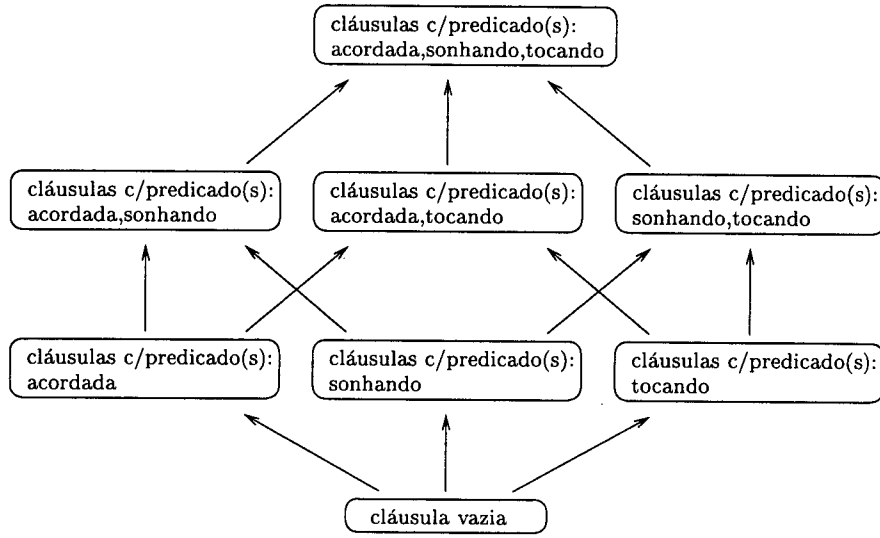 cláusulas c/predicado(s):
acordada,sonhando,tocando
cláusulas c/predicado(s):
acordada,sonhando
cláusulas c/predicado(s):
acordada,tocando
cláusulas c/predicado(s):
sonhando,tocando
cláusulas c/predicado(s):
acordada
cláusulas c/predicado(s):
sonhando
cláusulas c/predicado(s):
tocando
cláusula vazia